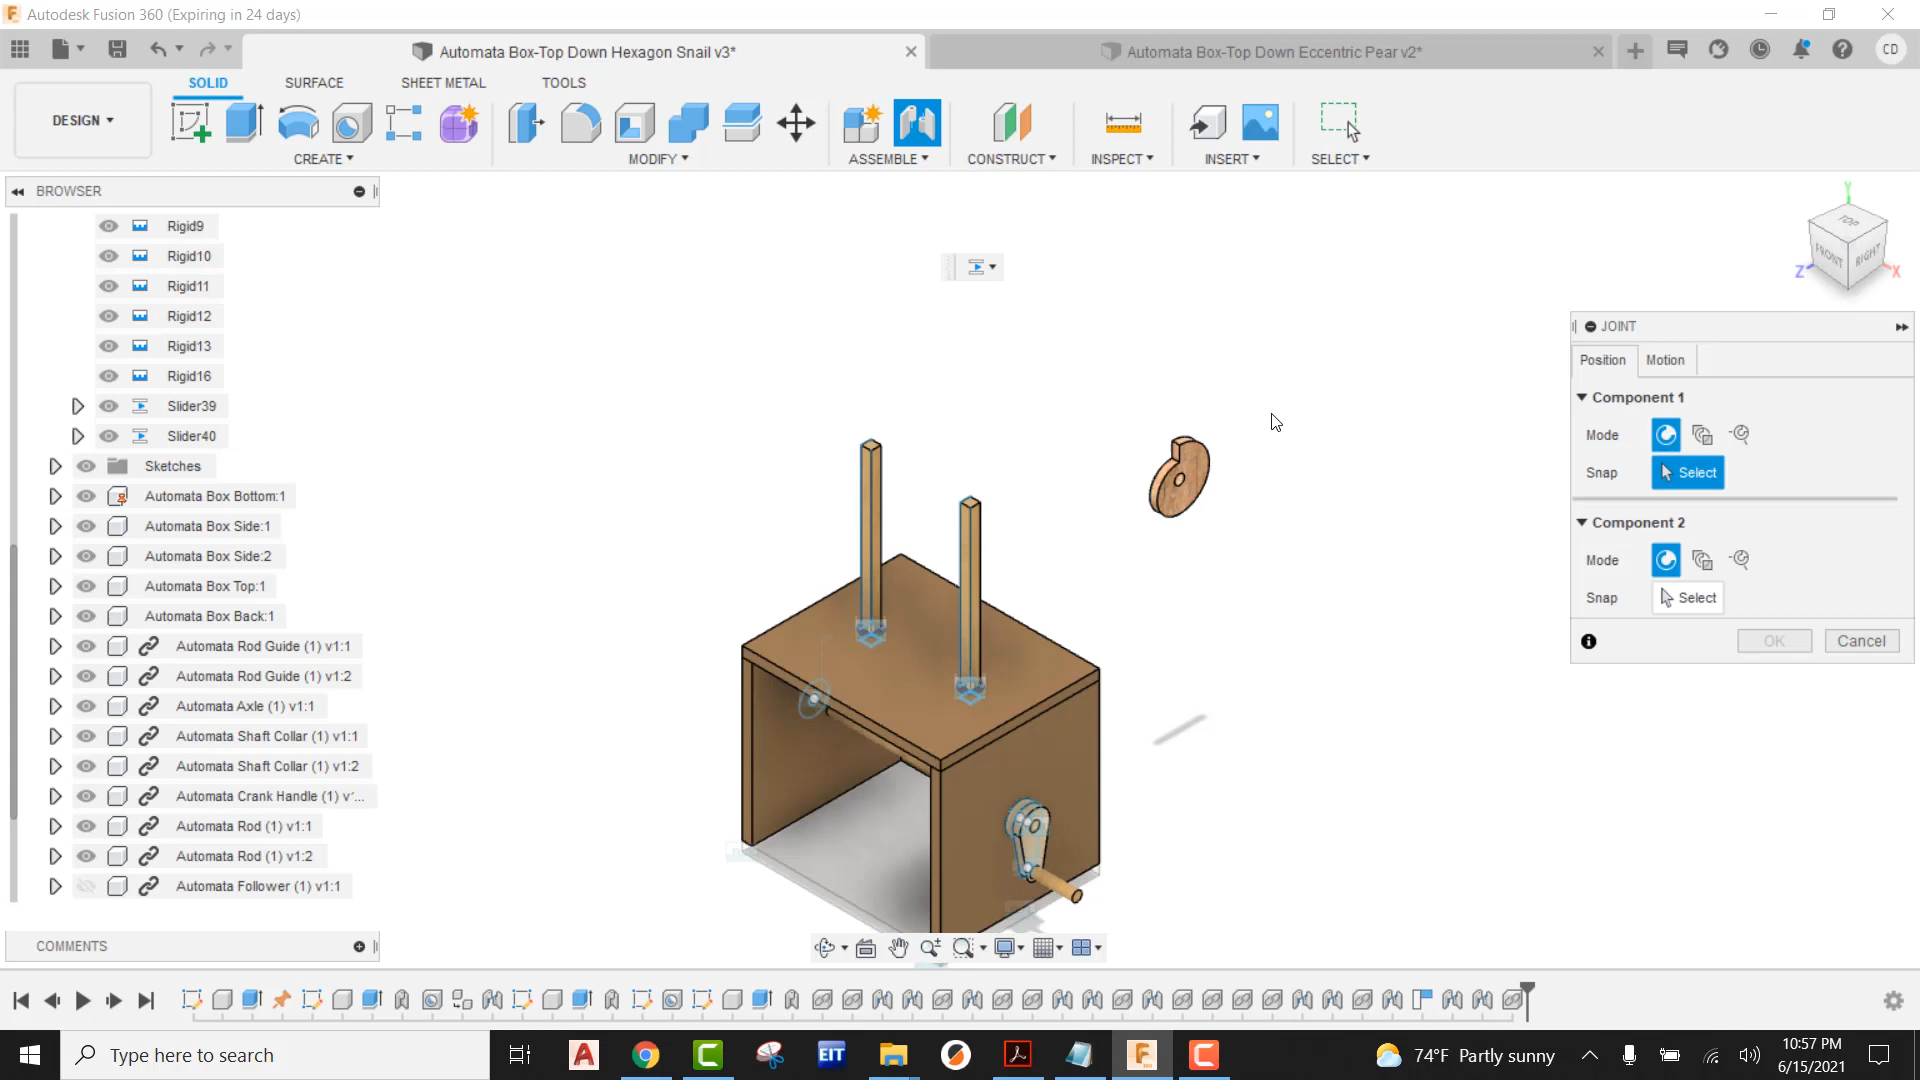 Autodesk Fusion 360 (Expiring in 24 days)
Automata Box-Top Down Hexagon Snail v3*
Automata Box-Top Down Eccentric Pear v2*
CD
SOLID
SURFACE
SHEET METAL
TOOLS
DESIGN
CREATE
MODIFY
ASSEMBLE
CONSTRUCT
INSPECT
INSERT
SELECT
BROWSER
Rigid9
Rigid10
Rigid11
Rigid12
Rigid13
Rigid16
Slider39
Slider40
Sketches
Automata Box Bottom:1
Automata Box Side:1
Automata Box Side:2
Automata Box Top:1
Automata Box Back:1
Automata Rod Guide (1) v1:1
Automata Rod Guide (1) v1:2
Automata Axle (1) v1:1
Automata Shaft Collar (1) v1:1
Automata Shaft Collar (1) v1:2
Automata Crank Handle (1) v'...
Automata Rod (1) v1:1
Automata Rod (1) v1:2
Automata Follower (1) v1:1
COMMENTS
Y
TOP
FRONT
RIGHT
Z
X
JOINT
Position
Motion
Component 1
Mode
Snap
Select
Component 2
Mode
Snap
Select
OK
Cancel
Type here to search
EIT
74°F Partly sunny
10:57 PM
6/15/2021